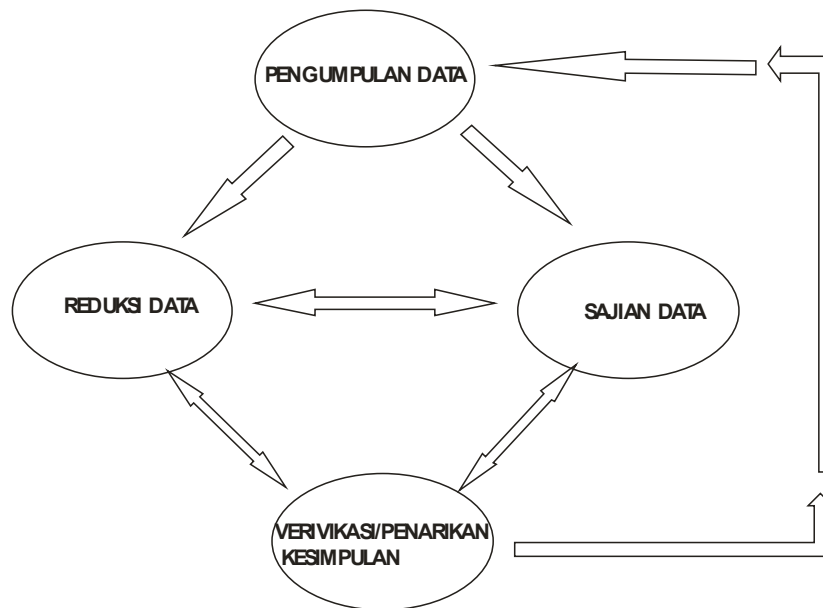 PENGUMPULAN DATA
REDUKSI DATA
SAJIAN DATA
VERIVIKASI/PENARIKAN
KESIMPULAN